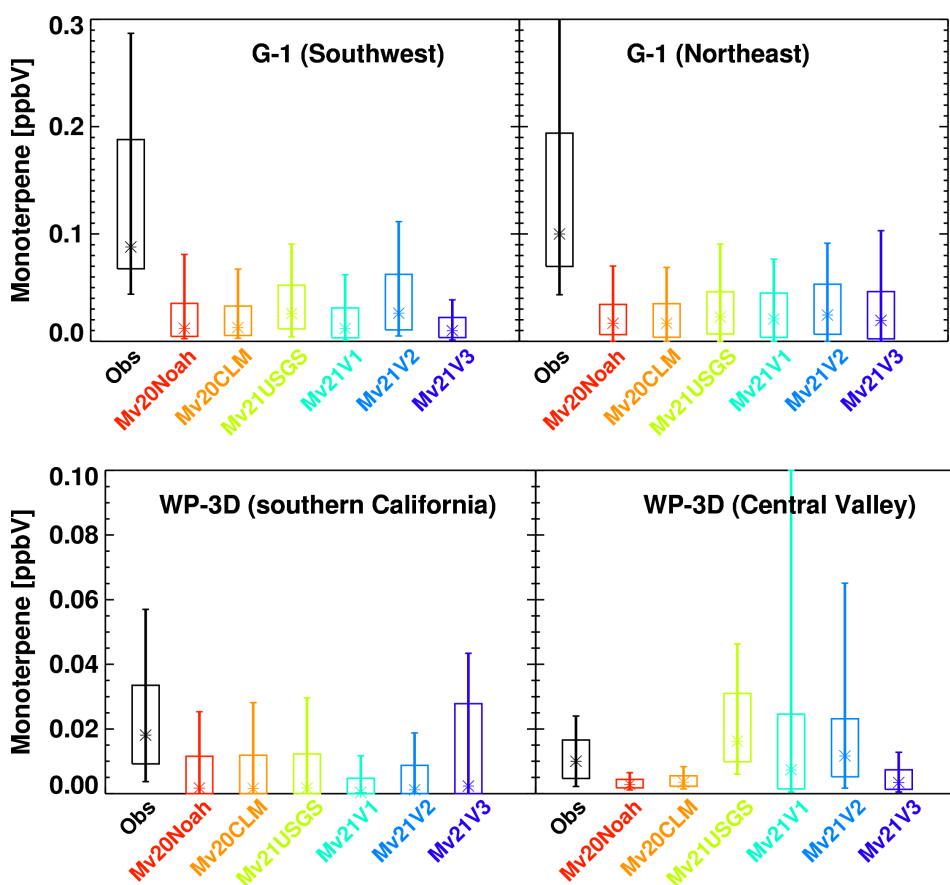 Monoterpene [ppbV]
0.3
0.2
0.1
0.0
G-1 (Southwest)
G-1 (Northeast)
Obs
Mv20Noah
Mv20CLM
Mv21USGS
Mv21V1
Mv21V2
Mv21V3
Obs
Mv20Noah
Mv20CLM
Mv21USGS
Mv21V1
Mv21V2
Mv21V3
Monoterpene [ppbV]
0.10
0.08
0.06
0.04
0.02
0.00
WP-3D (southern California)
WP-3D (Central Valley)
Obs
Mv20Noah
Mv20CLM
Mv21USGS
Mv21V1
Mv21V2
Mv21V3
Obs
Mv20Noah
Mv20CLM
Mv21USGS
Mv21V1
Mv21V2
Mv21V3